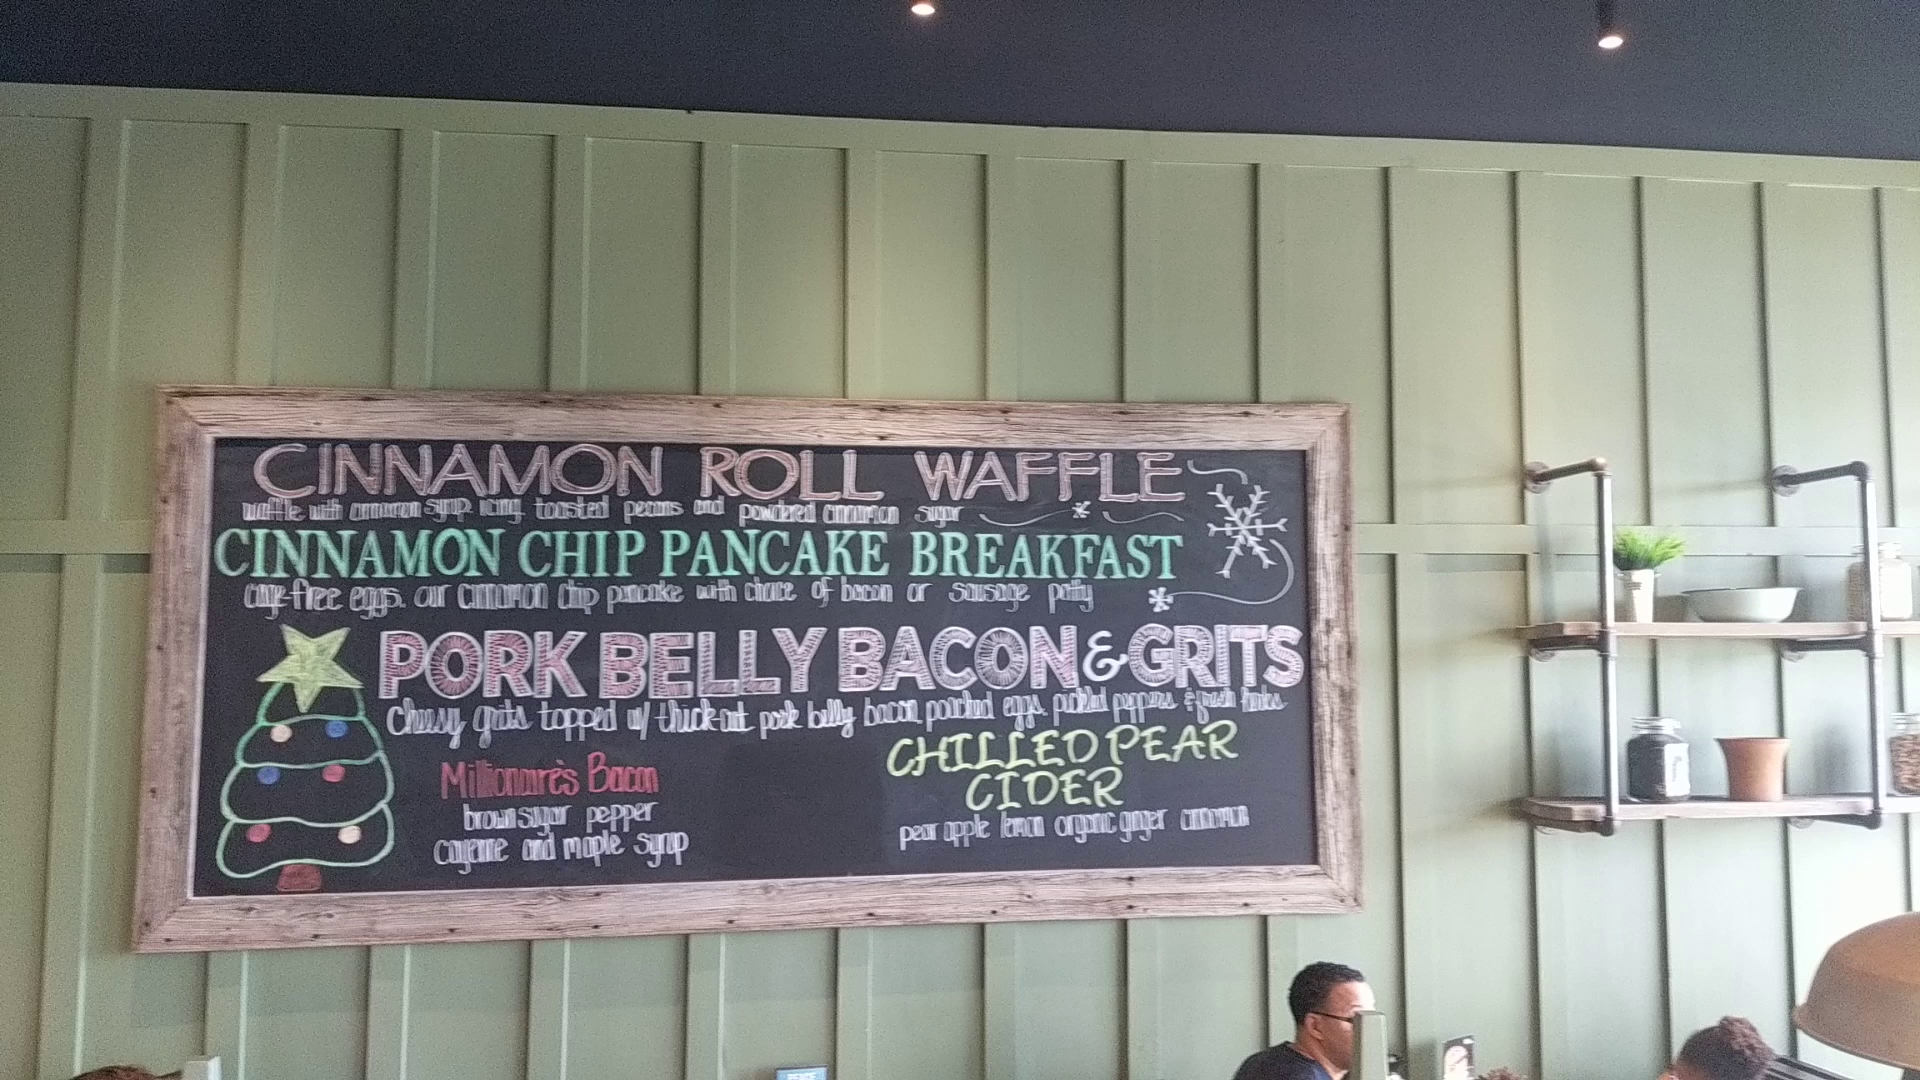 CINNAMON ROLL WAFFLE
waffle with cinnamon syrup, icing, toasted pecans and powdered cinnamon sugar
CINNAMON CHIP PANCAKE BREAKFAST
cage-free eggs, our cinnamon chip pancake with choice of bacon or sausage patty
PORK BELLY BACON & GRITS
cheesy grits topped w/ thick-cut pork belly bacon, poached eggs, pickled peppers & fresh herbs
Millionaire's Bacon
brown sugar pepper
cayenne and maple syrup
CHILLED PEAR
CIDER
pear apple lemon organic ginger cinnamon